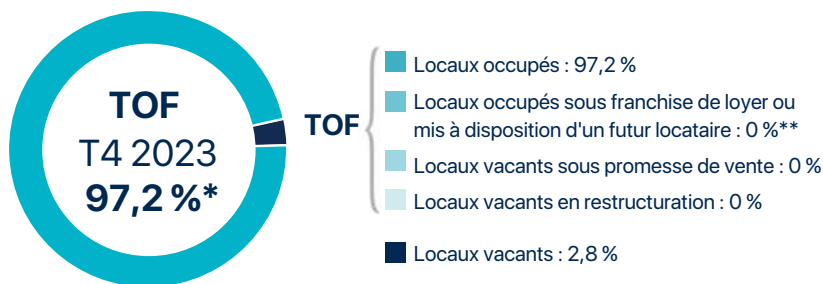 TOF
T4 2023
97,2 %*
TOF
Locaux occupés : 97,2 %
Locaux occupés sous franchise de loyer ou
mis à disposition d'un futur locataire : 0 %**
Locaux vacants sous promesse de vente : 0 %
Locaux vacants en restructuration : 0 %
Locaux vacants : 2,8 %